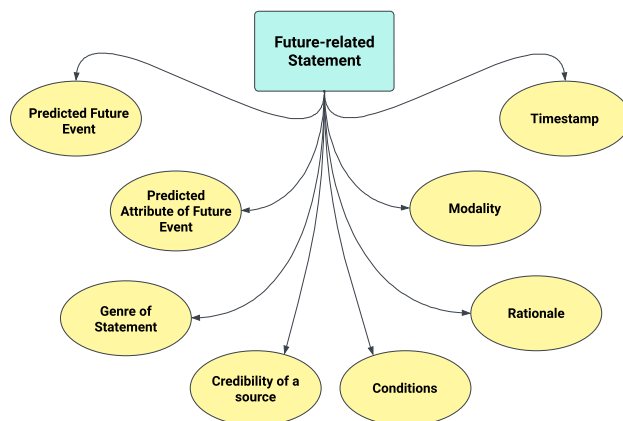 Future-related
Statement
Predicted Future
Event
Timestamp
Predicted
Attribute of Future
Event
Modality
Genre of
Statement
Rationale
Credibility of a
source
Conditions